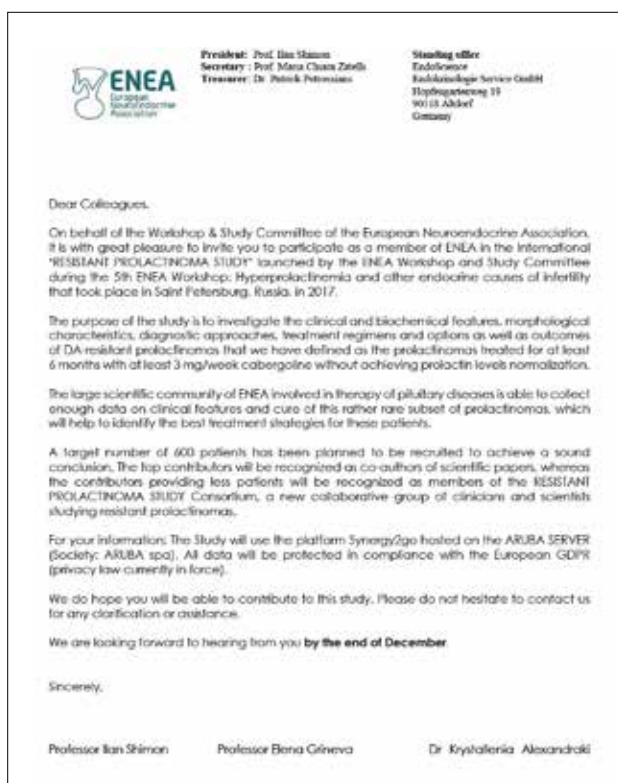 ENEA
European
Neuroendocrine
Association
President: Prof. Ilan Shimon
Secretary : Prof. Maria Chiara Zatelli
Treasurer: Dr. Patrick Petrossians
Standing office
EndoScience
Endokrinologie Service GmbH
Hopfengartenweg 19
90518 Altdorf
Germany
Dear Colleagues,
On behalf of the Workshop & Study Committee of the European Neuroendocrine Association,
it is with great pleasure to invite you to participate as a member of ENEA in the International
"RESISTANT PROLACTINOMA STUDY" launched by the ENEA Workshop and Study Committee
during the 5th ENEA Workshop: Hyperprolactinemia and other endocrine causes of infertility
that took place in Saint Petersburg, Russia, in 2017.
The purpose of the study is to investigate the clinical and biochemical features, morphological
characteristics, diagnostic approaches, treatment regimens and options as well as outcomes
of DA-resistant prolactinomas that we have defined as the prolactinomas treated for at least
6 months with at least 3 mg/week cabergoline without achieving prolactin levels normalization.
The large scientific community of ENEA involved in therapy of pituitary diseases is able to collect
enough data on clinical features and cure of this rather rare subset of prolactinomas, which
will help to identify the best treatment strategies for these patients.
A target number of 600 patients has been planned to be recruited to achieve a sound
conclusion. The top contributors will be recognized as co-authors of scientific papers, whereas
the contributors providing less patients will be recognized as members of the RESISTANT
PROLACTINOMA STUDY Consortium, a new collaborative group of clinicians and scientists
studying resistant prolactinomas.
For your information: The Study will use the platform Synergy2go hosted on the ARUBA SERVER
(Society: ARUBA spa). All data will be protected in compliance with the European GDPR
(privacy law currently in force).
We do hope you will be able to contribute to this study. Please do not hesitate to contact us
for any clarification or assistance.
We are looking forward to hearing from you by the end of December
Sincerely,
Professor Ilan Shimon Professor Elena Grineva Dr Krystallenia Alexandraki